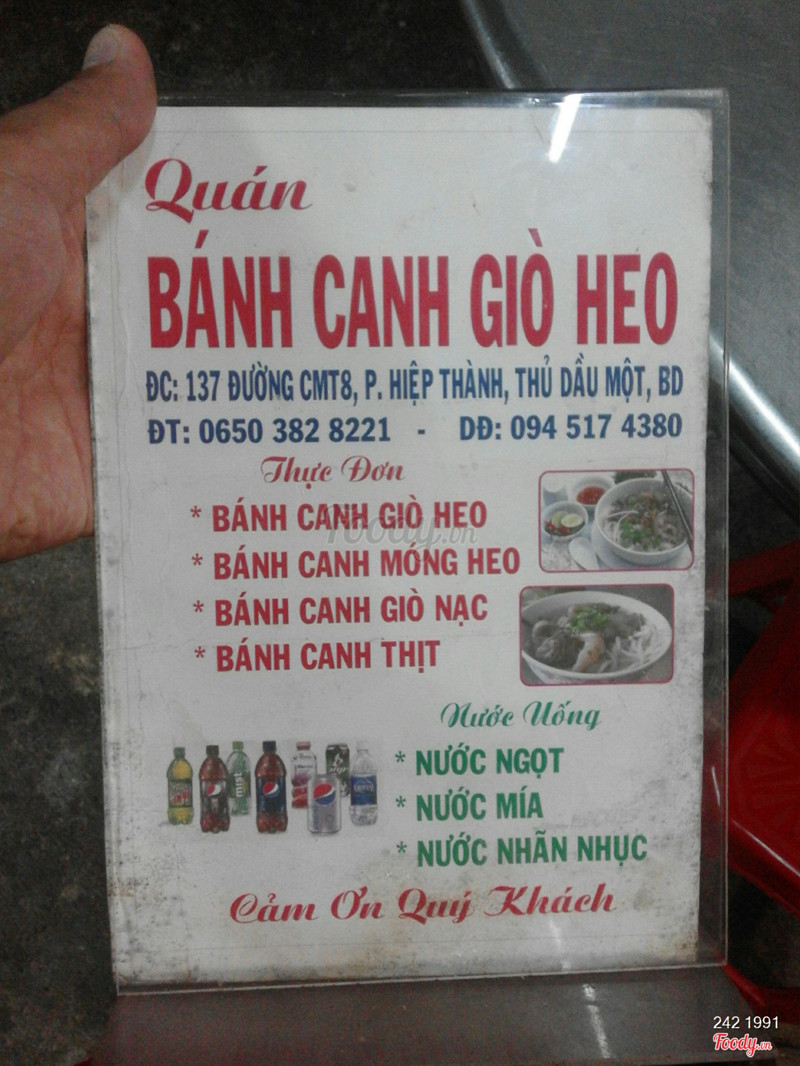 Quán
BÁNH CANH GIÒ HEO
ĐC: 137 ĐƯỜNG CMT8, P. HIỆP THÀNH, THỦ DẦU MỘT, BD
ĐT: 0650 382 8221 - DĐ: 094 517 4380
Thực Đơn
* BÁNH CANH GIÒ HEO
Foody.vn
* BÁNH CANH MÓNG HEO
* BÁNH CANH GIÒ NẠC
* BÁNH CANH THỊT
Nước Uống
* NƯỚC NGỌT
mist
* NƯỚC MÍA
* NƯỚC NHÃN NHỤC
Cảm Ơn Quý Khách
242 1991
Foody.vn